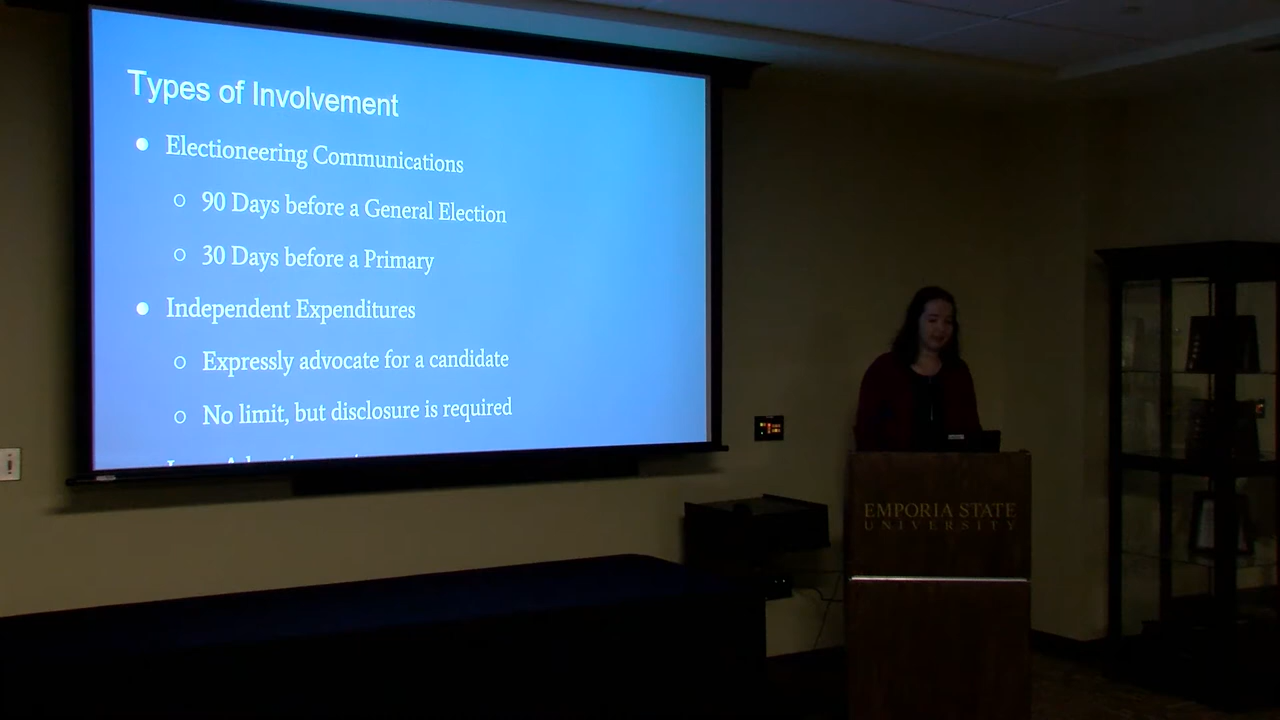 Types of Involvement
Electioneering Communications
90 Days before a General Election
30 Days before a Primary
Independent Expenditures
Expressly advocate for a candidate
No limit, but disclosure is required
EMPORIA STATE
UNIVERSITY